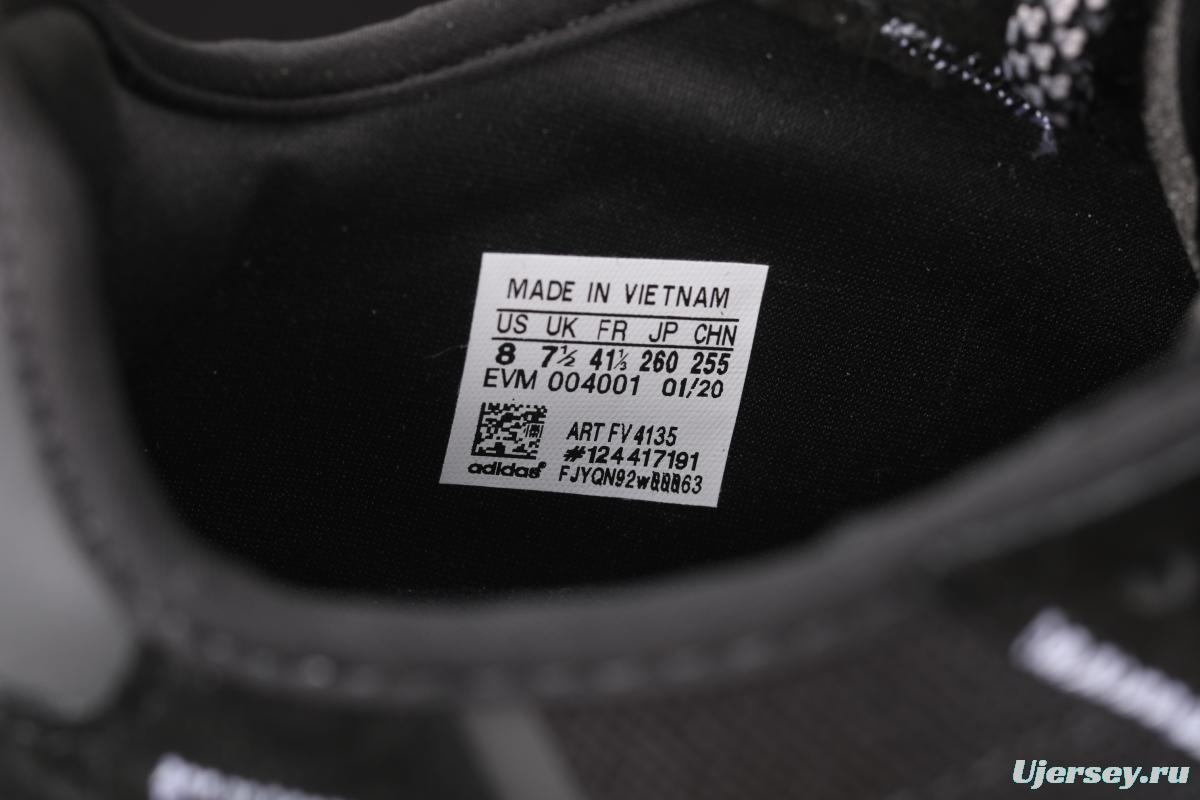 MADE IN VIETNAM
US UK FR JP CHN
8 7½ 41⅓ 260 255
EVM 004001 01/20
ART FV4135
#124417191
adidas
Ujersey.ru